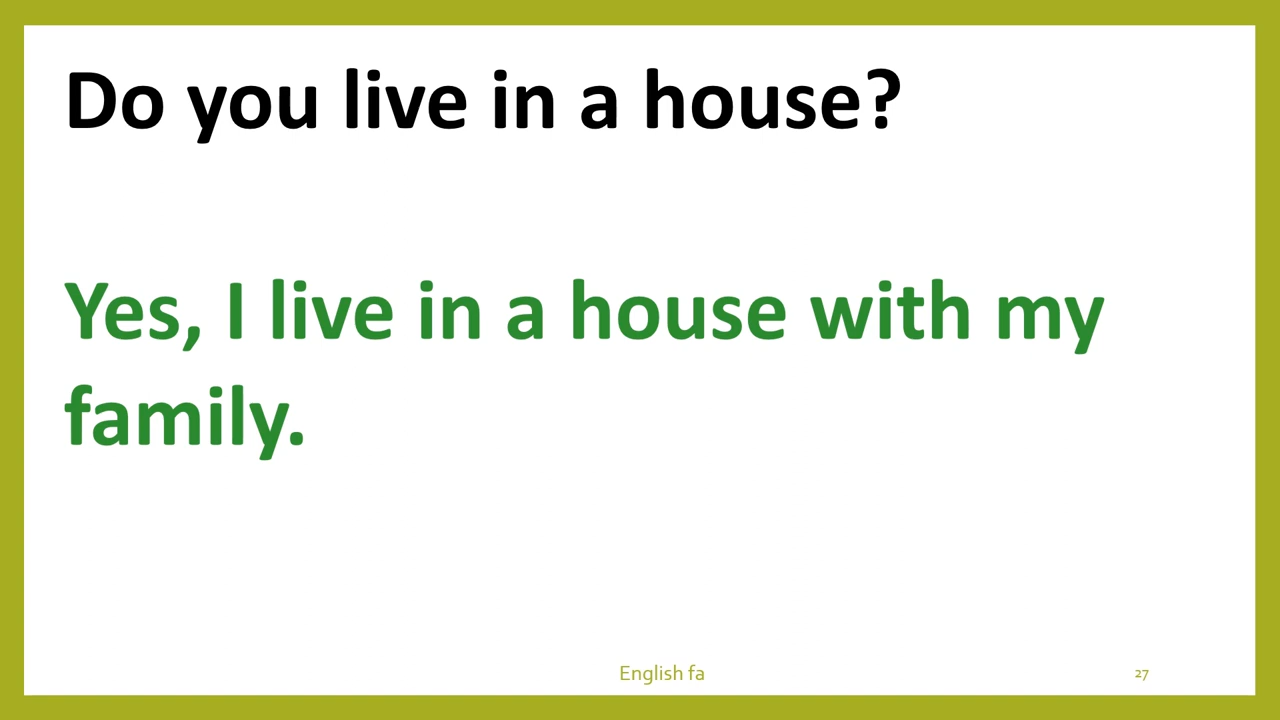 Do you live in a house?
Yes, I live in a house with my
family.
English fa
27